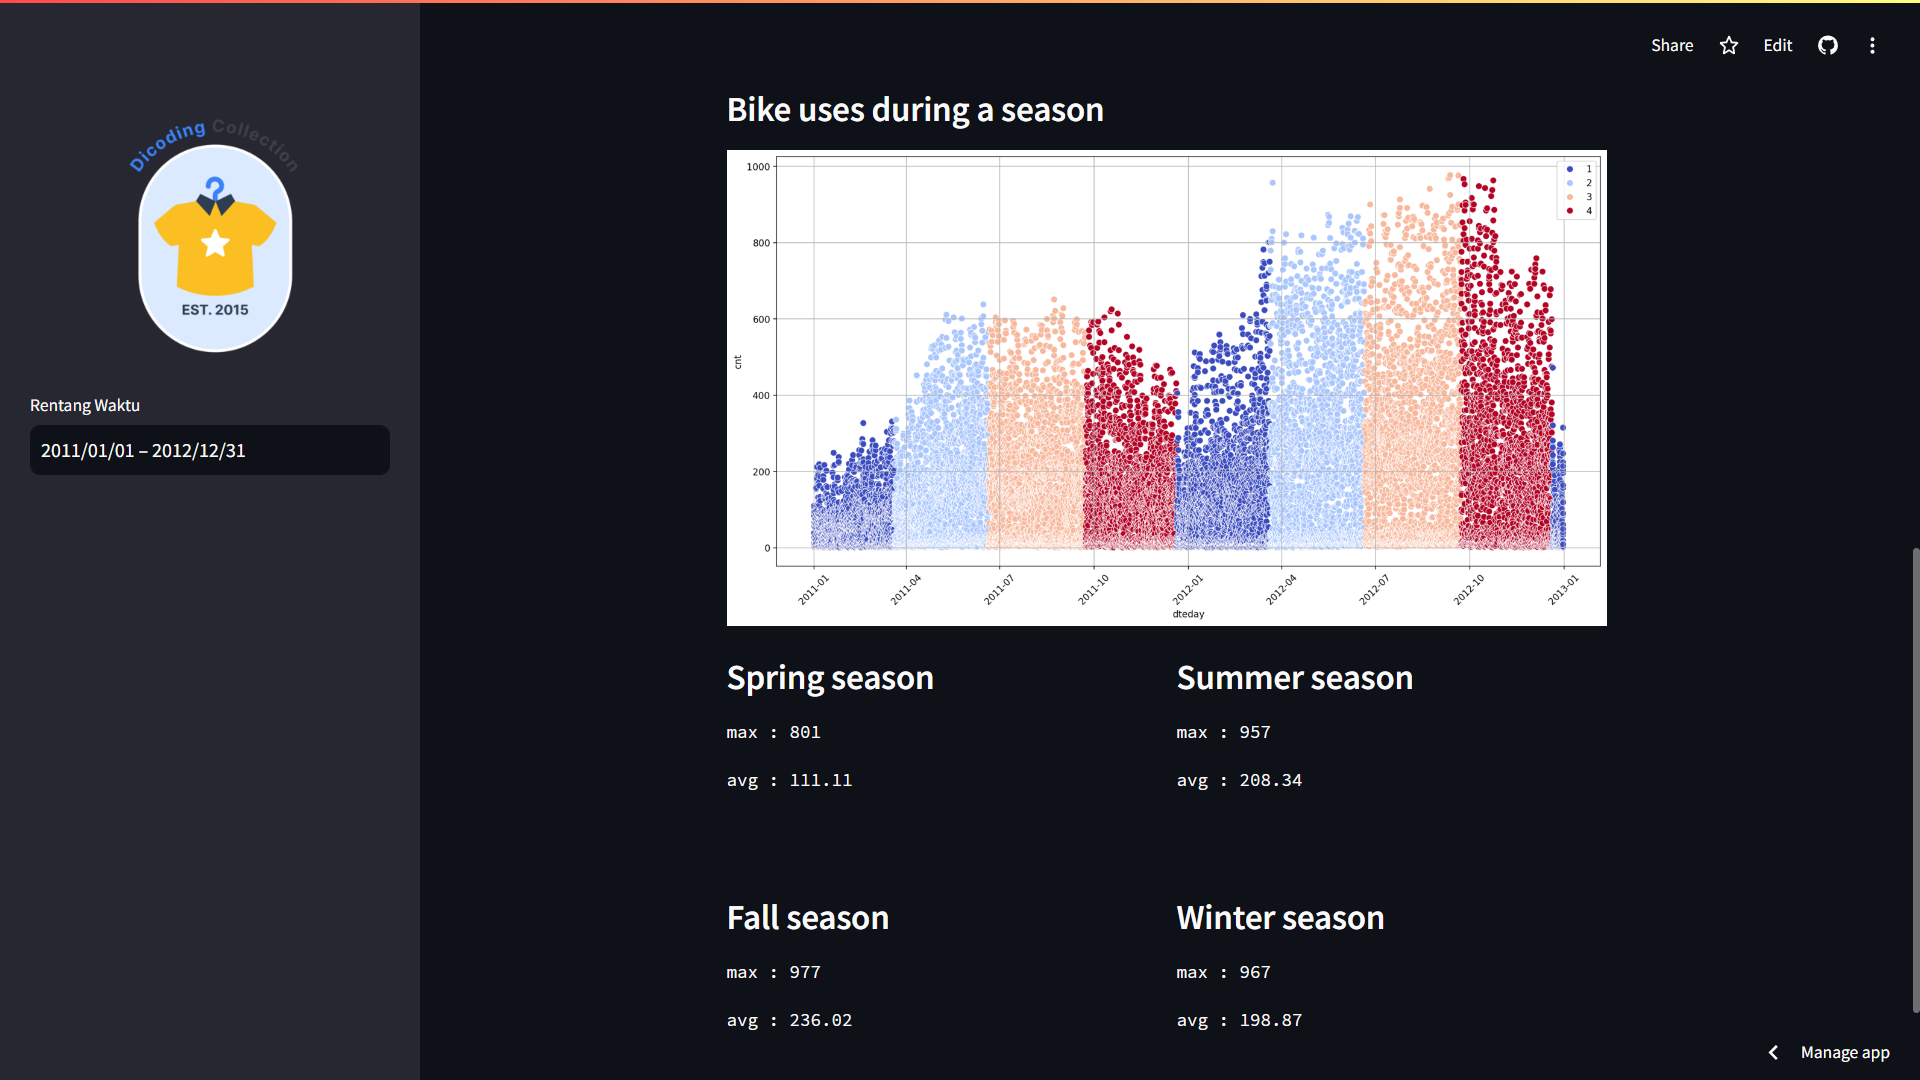 Share Edit
Dicoding Collection
EST. 2015
Rentang Waktu
2011/01/01 – 2012/12/31
Bike uses during a season
1000
800
600
400
200
0
cnt
1
2
3
4
2011-01 2011-04 2011-07 2011-10 2012-01 2012-04 2012-07 2012-10 2013-01
dteday
Spring season
max : 801
avg : 111.11
Summer season
max : 957
avg : 208.34
Fall season
max : 977
avg : 236.02
Winter season
max : 967
avg : 198.87
Manage app